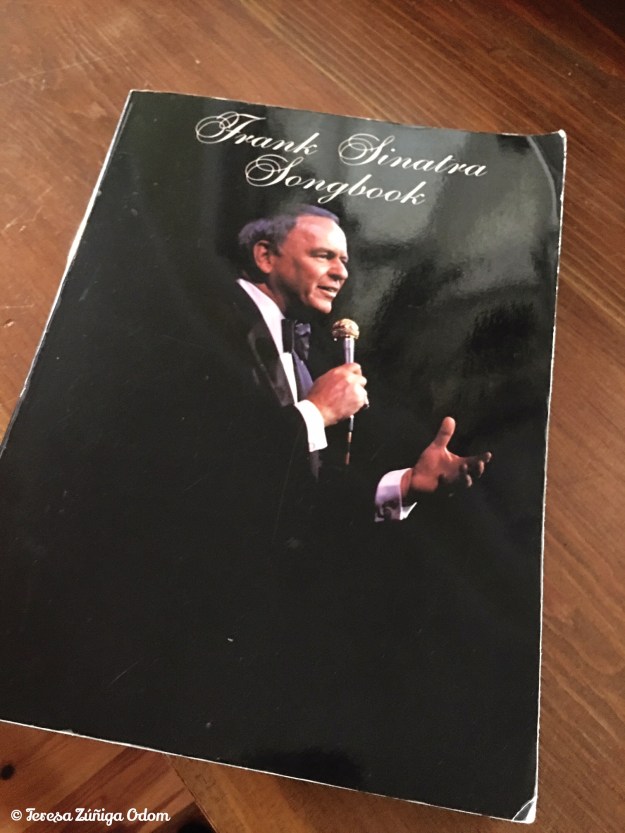 Frank Sinatra
Songbook
© Teresa Zúñiga Odom